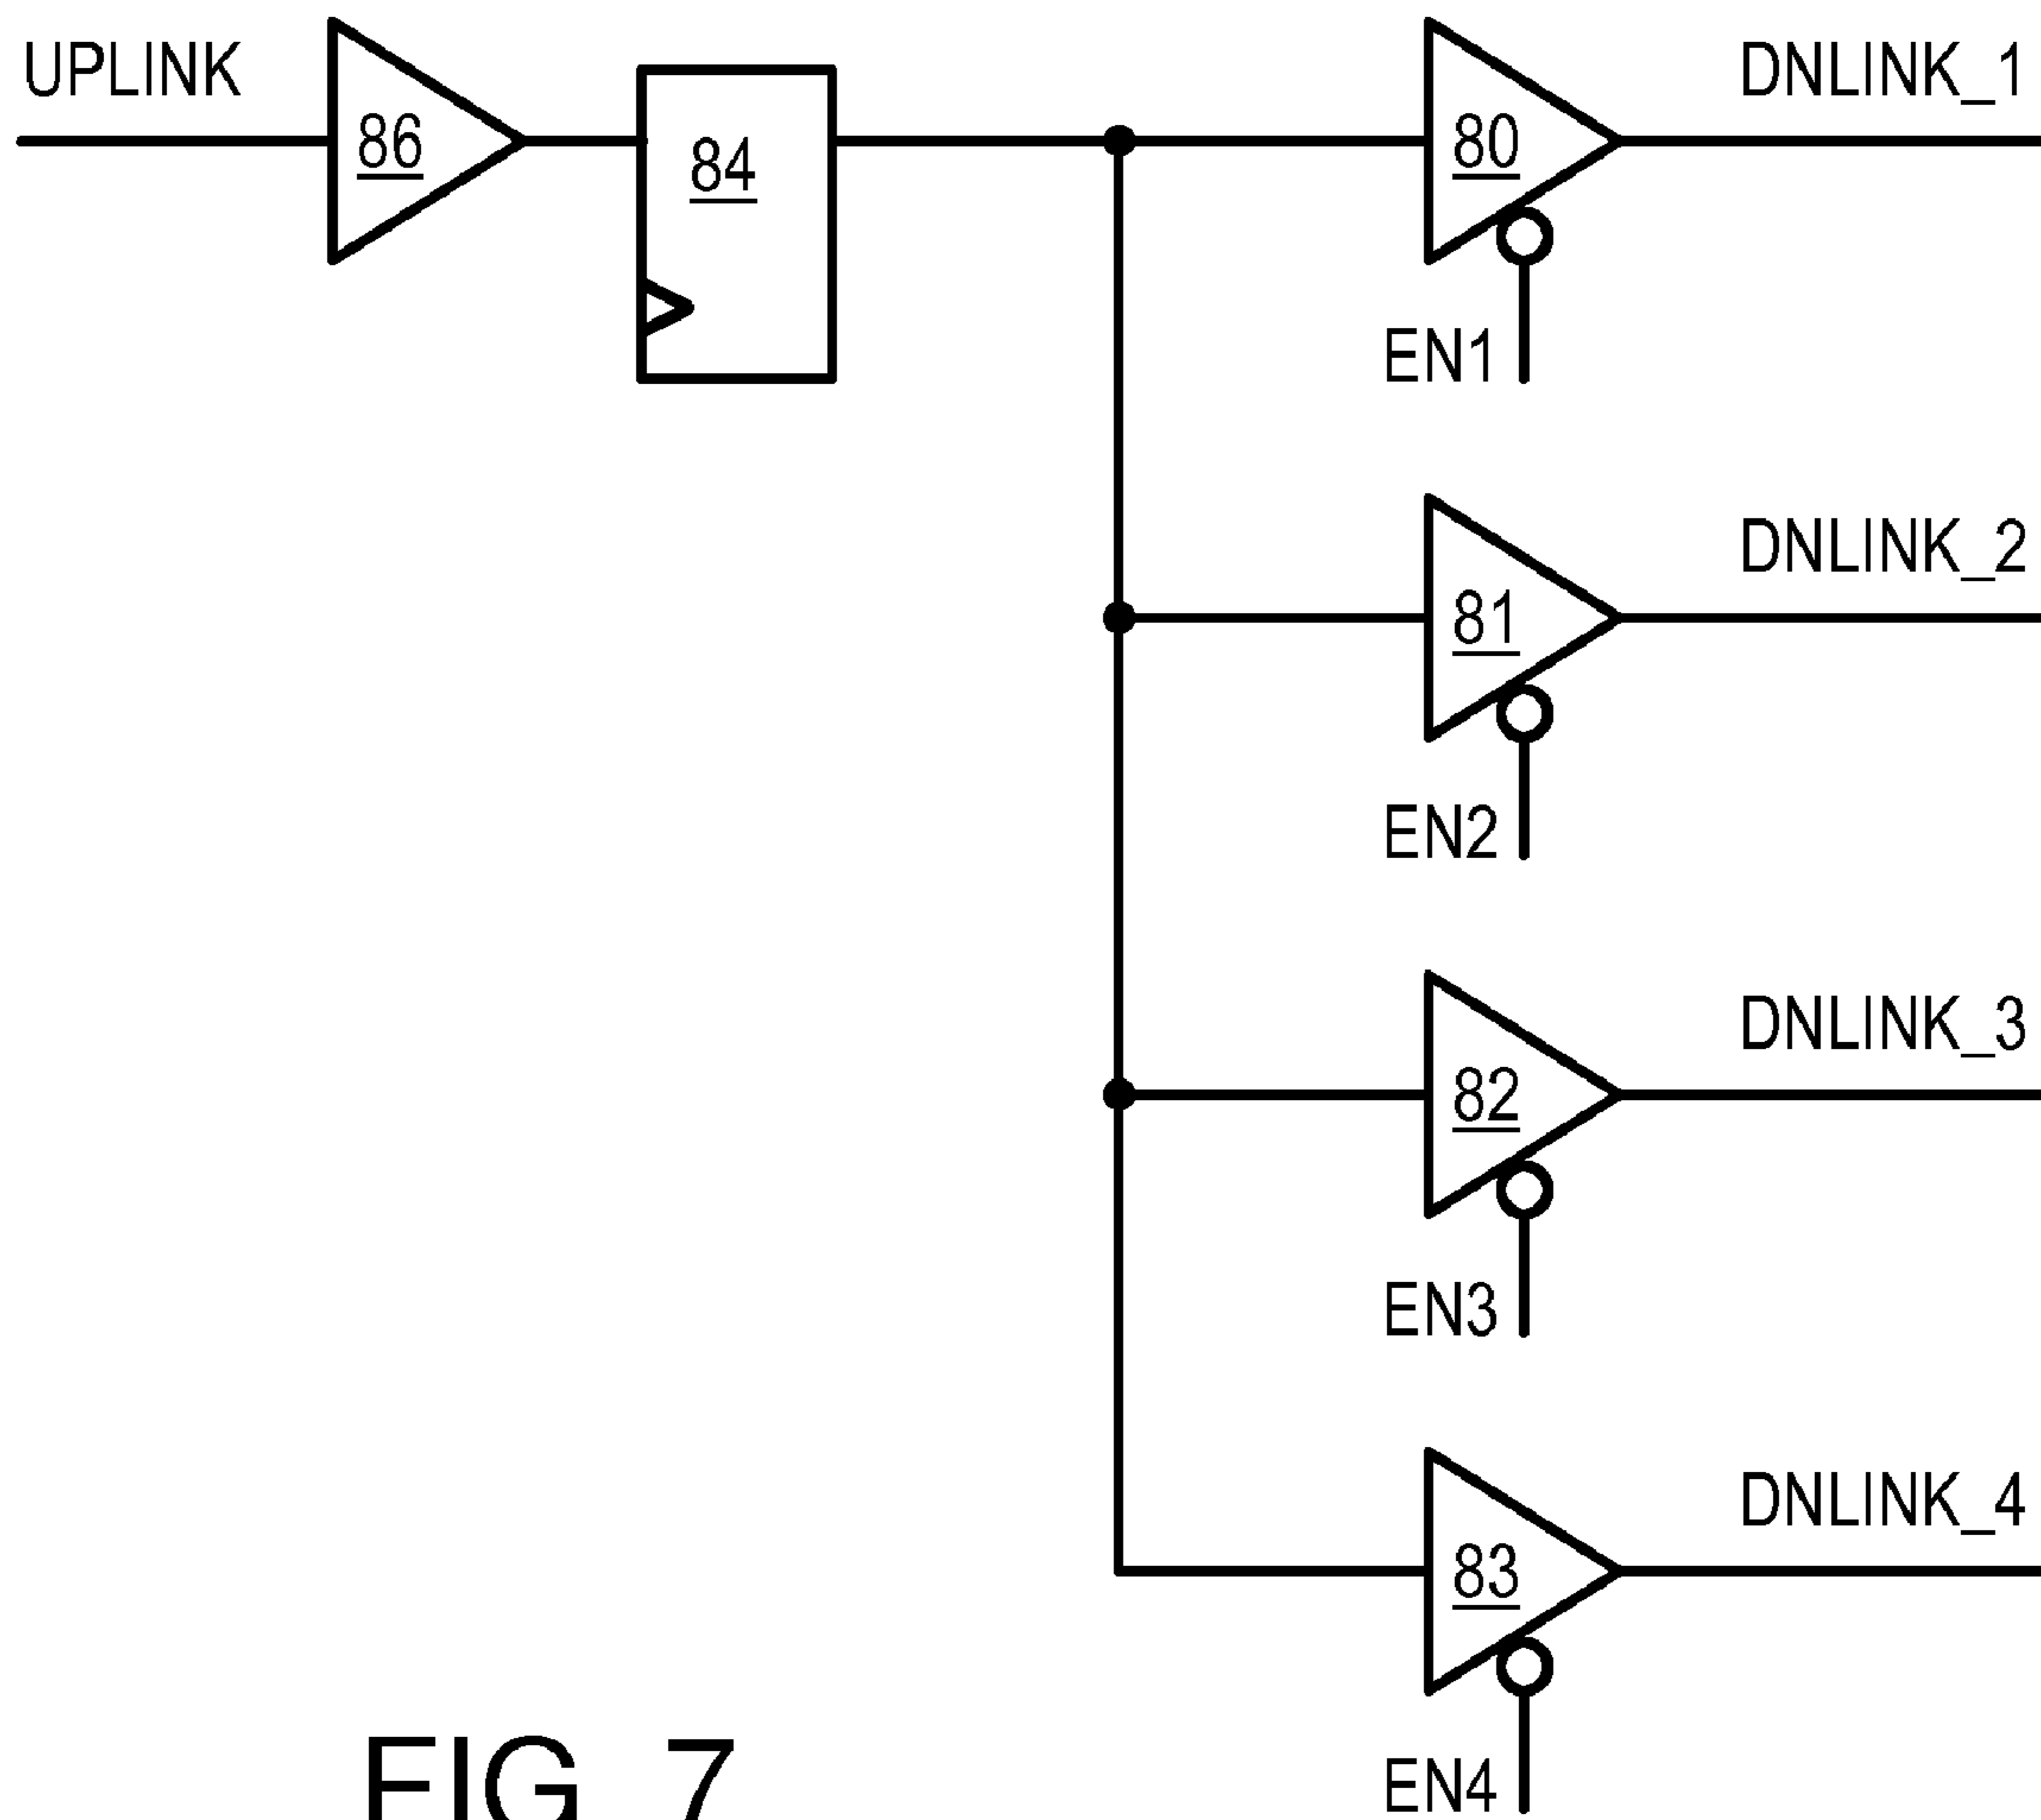 UPLINK
86
84
80
DNLINK_1
EN1
81
DNLINK_2
EN2
82
DNLINK_3
EN3
83
DNLINK_4
EN4
FIG. 7